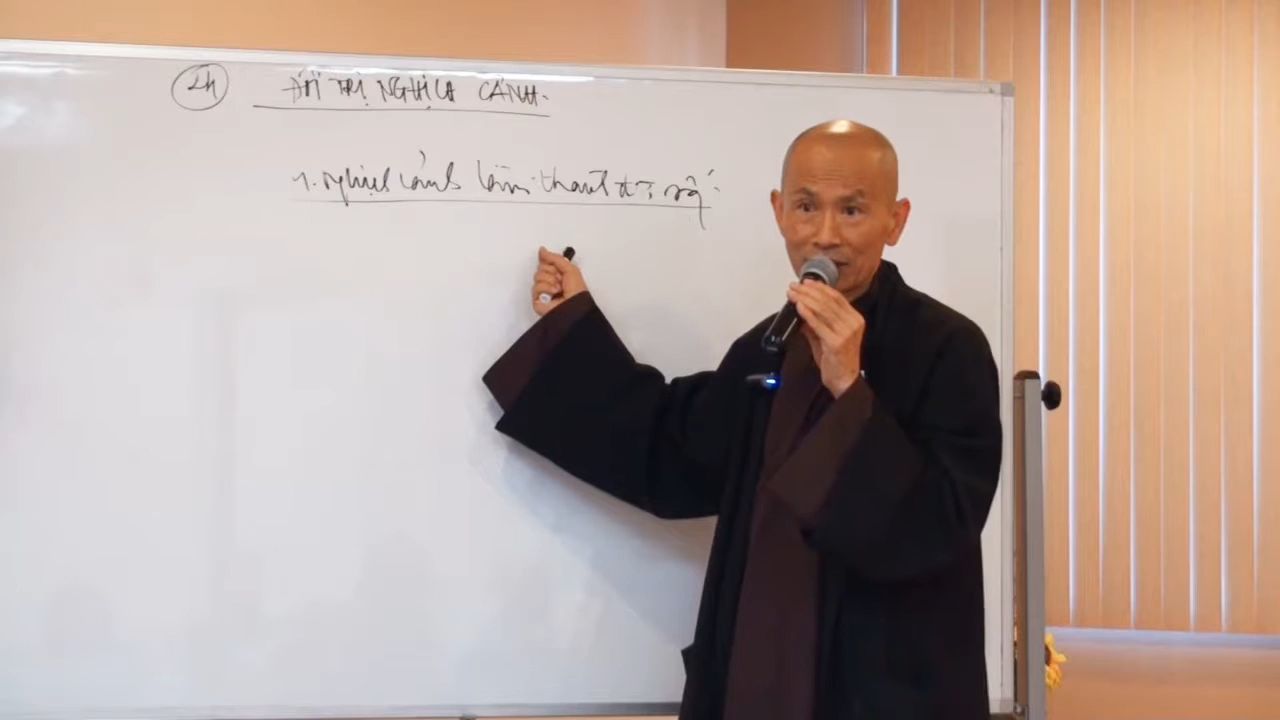 24 ĐỐI TRỊ NGHỊCH CẢNH.
1. Nghịch cảnh làm thanh